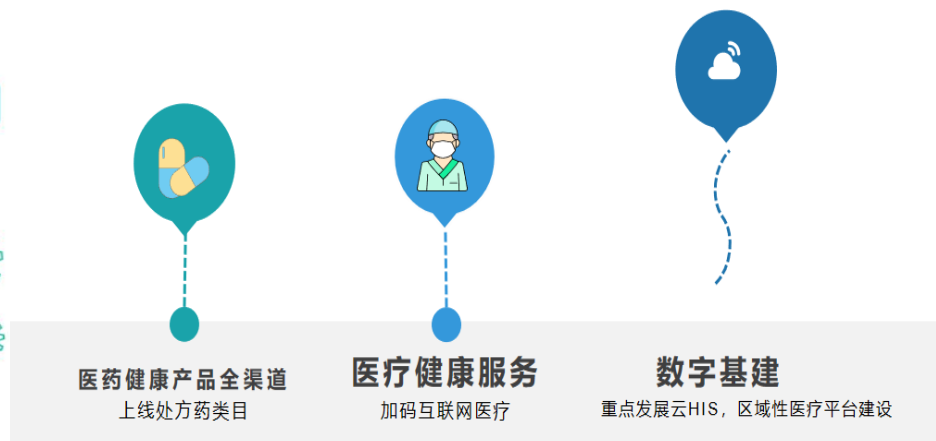 医药健康产品全渠道
上线处方药类目
医疗健康服务
加码互联网医疗
数字基建
重点发展云HIS，区域性医疗平台建设